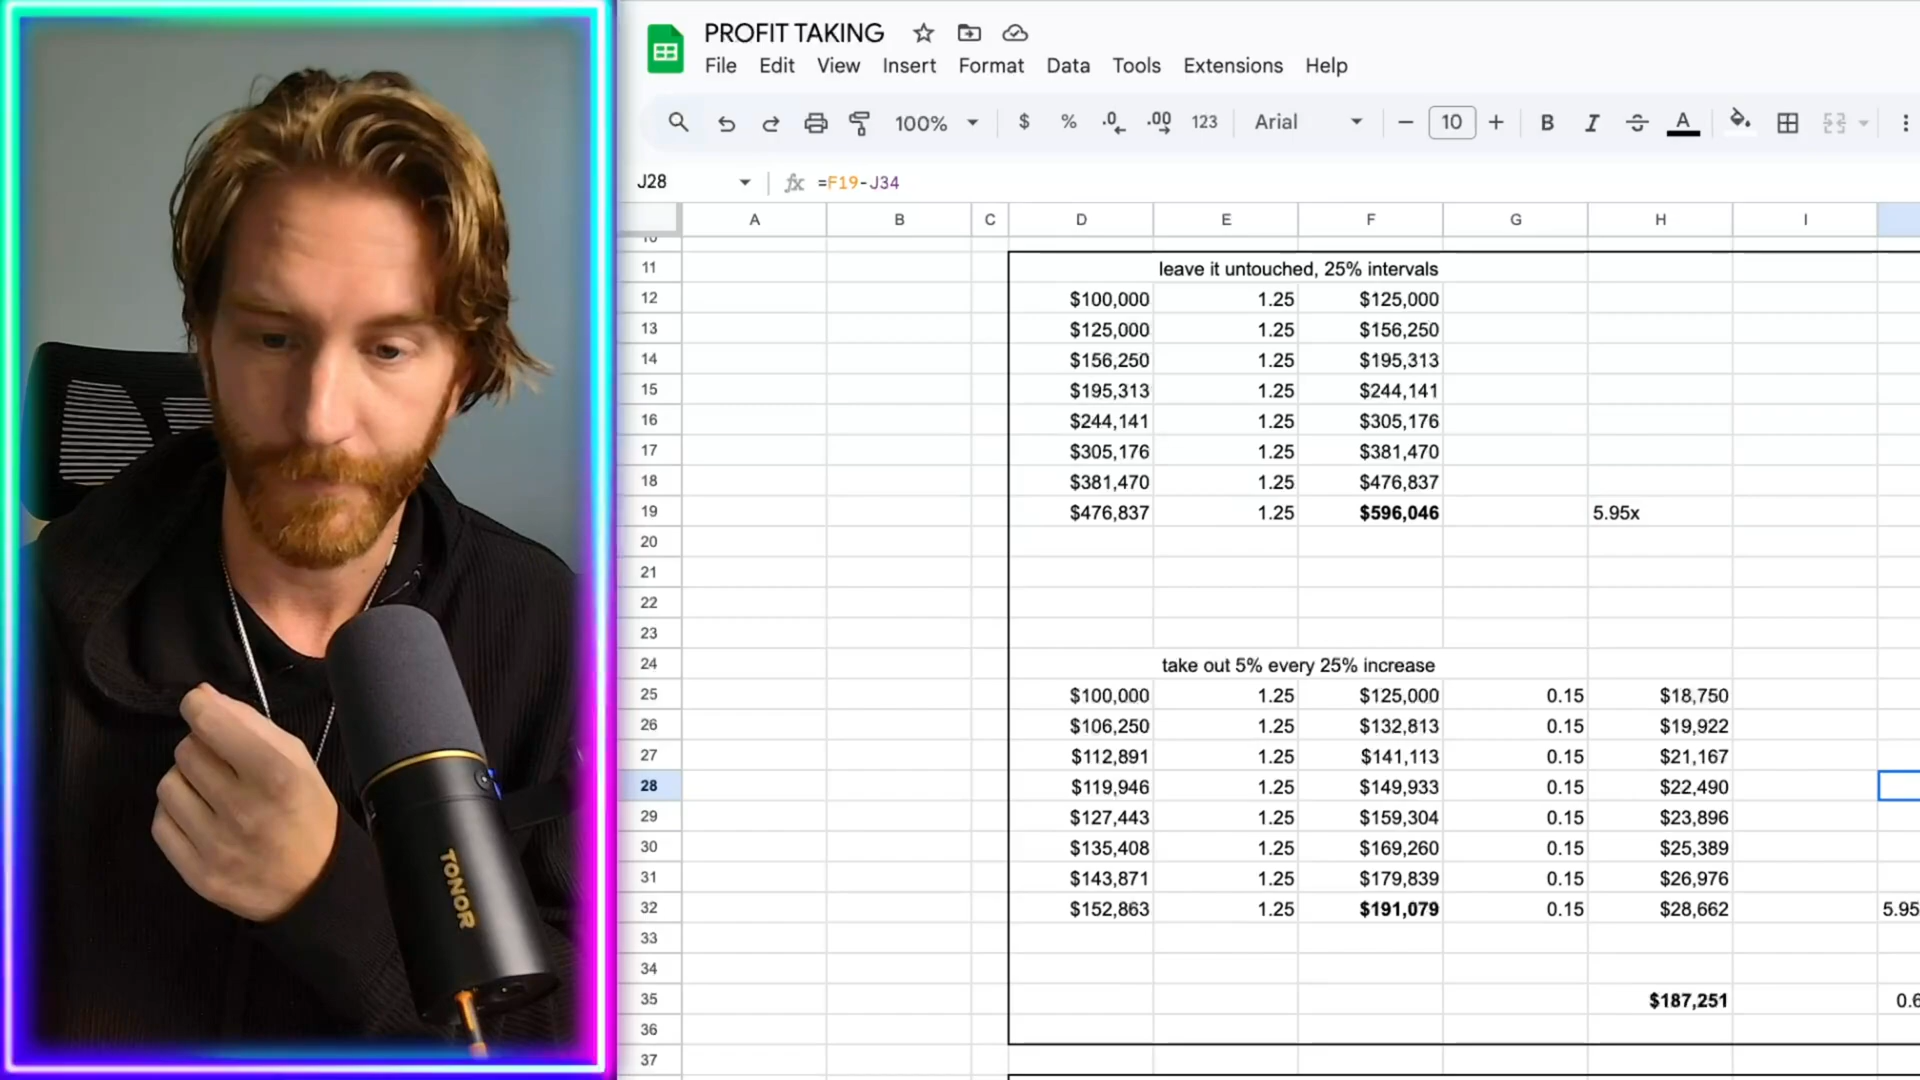 PROFIT TAKING
File Edit View Insert Format Data Tools Extensions Help
100% $ % .0 .00 123 Arial 10 B I A
J28 fx =F19-J34
A B C D E F G H I
11 leave it untouched, 25% intervals
12 $100,000 1.25 $125,000
13 $125,000 1.25 $156,250
14 $156,250 1.25 $195,313
15 $195,313 1.25 $244,141
16 $244,141 1.25 $305,176
17 $305,176 1.25 $381,470
18 $381,470 1.25 $476,837
19 $476,837 1.25 $596,046 5.95x
20
21
22
23
24 take out 5% every 25% increase
25 $100,000 1.25 $125,000 0.15 $18,750
26 $106,250 1.25 $132,813 0.15 $19,922
27 $112,891 1.25 $141,113 0.15 $21,167
28 $119,946 1.25 $149,933 0.15 $22,490
29 $127,443 1.25 $159,304 0.15 $23,896
30 $135,408 1.25 $169,260 0.15 $25,389
31 $143,871 1.25 $179,839 0.15 $26,976
32 $152,863 1.25 $191,079 0.15 $28,662 5.95
33
34
35 $187,251 0.6
36
37
TONOR